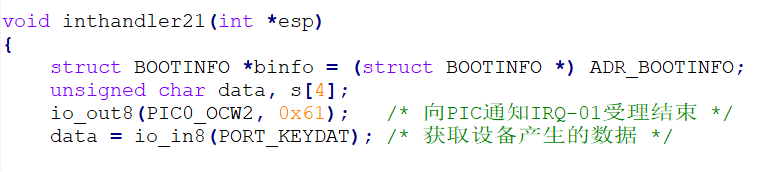 void inthandler21(int *esp)
{
    struct BOOTINFO *binfo = (struct BOOTINFO *) ADR_BOOTINFO;
    unsigned char data, s[4];
    io_out8(PIC0_OCW2, 0x61);   /* 向PIC通知IRQ-01受理结束 */
    data = io_in8(PORT_KEYDAT); /* 获取设备产生的数据 */